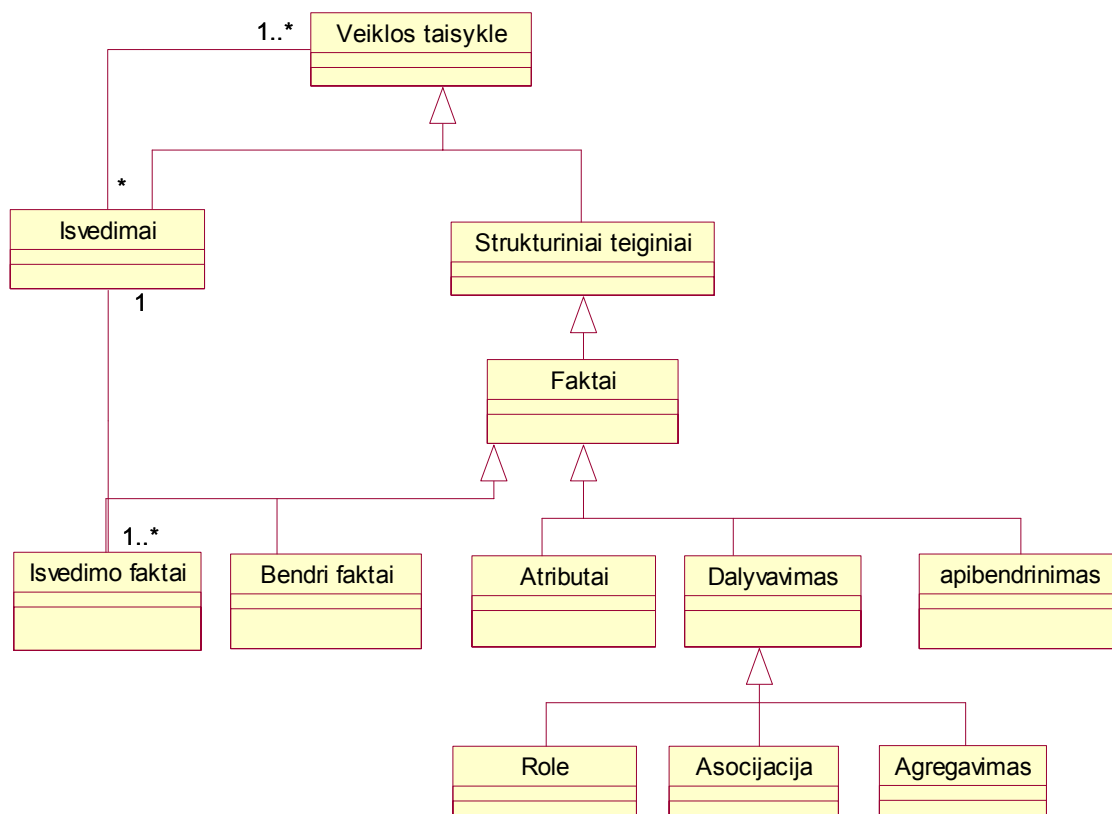 1..*
Veiklos taisykle
*
Isvedimai
Strukturiniai teiginiai
1
Faktai
1..*
Isvedimo faktai
Bendri faktai
Atributai
Dalyvavimas
apibendrinimas
Role
Asocijacija
Agregavimas